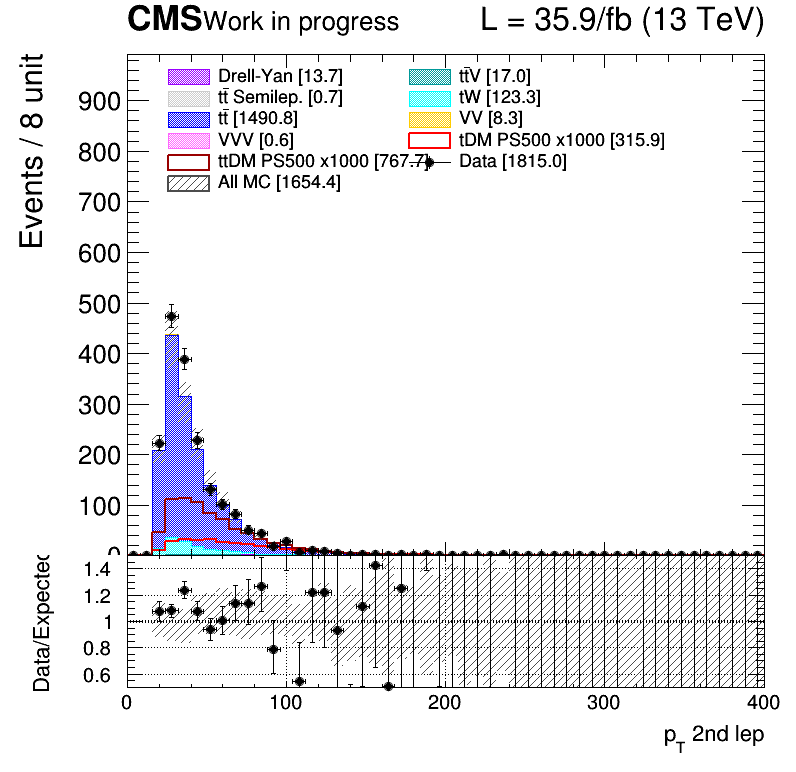 CMS Work in progress L = 35.9/fb (13 TeV)
Events / 8 unit
Drell-Yan [13.7] tt̄V [17.0]
tt̄ Semilep. [0.7] tW [123.3]
tt̄ [1490.8] VV [8.3]
VVV [0.6] tDM PS500 x1000 [315.9]
ttDM PS500 x1000 [767.7] Data [1815.0]
All MC [1654.4]
900
800
700
600
500
400
300
200
100
0
Data/Expected
1.4
1.2
1
0.8
0.6
0 100 200 300 400
p_T 2nd lep